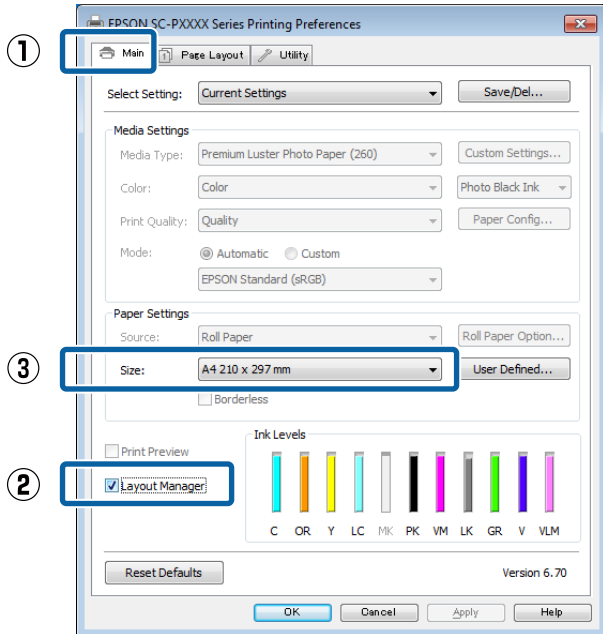 EPSON SC-PXXXX Series Printing Preferences
①
Main
Page Layout
Utility
Select Setting:
Current Settings
Save/Del...
Media Settings
Media Type:
Premium Luster Photo Paper (260)
Custom Settings...
Color:
Color
Photo Black Ink
Print Quality:
Quality
Paper Config...
Mode:
Automatic
Custom
EPSON Standard (sRGB)
Paper Settings
Source:
Roll Paper
Roll Paper Option...
③
Size:
A4 210 x 297 mm
User Defined...
Borderless
Print Preview
Ink Levels
②
Layout Manager
C OR Y LC MK PK VM LK GR V VLM
Reset Defaults
Version 6.70
OK
Cancel
Apply
Help